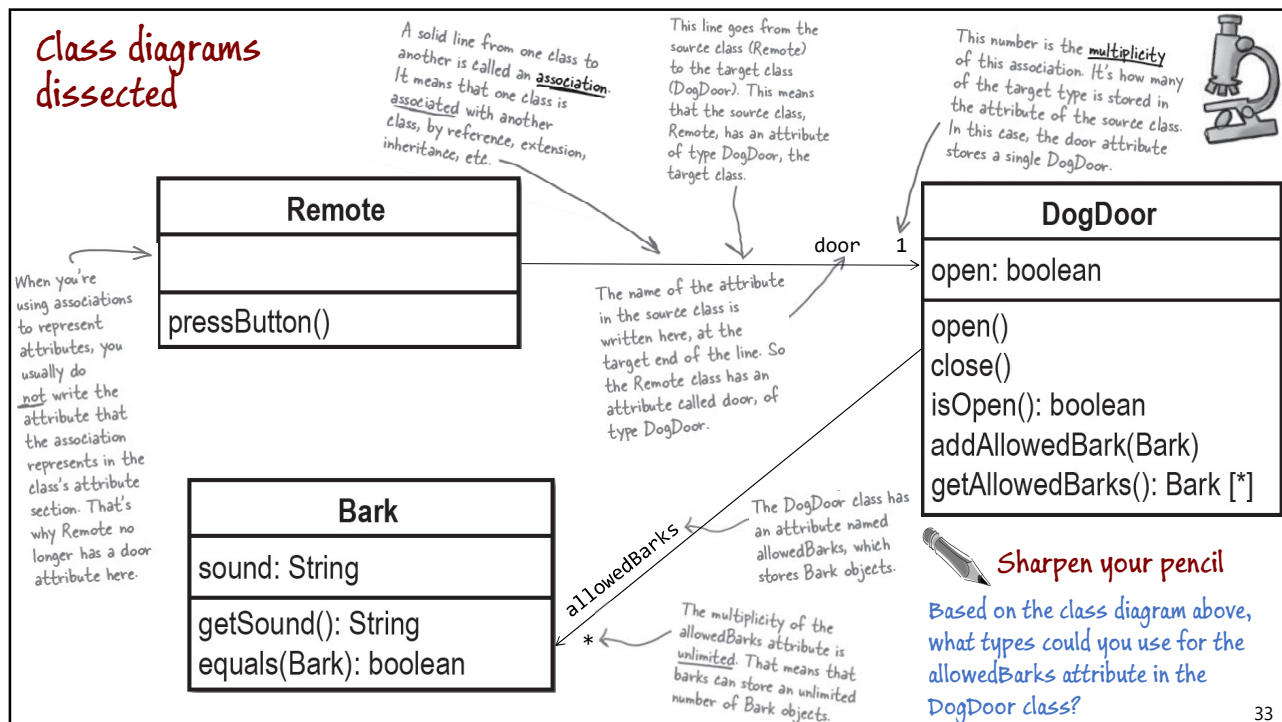 Class diagrams
dissected
A solid line from one class to
another is called an association.
It means that one class is
associated with another
class, by reference, extension,
inheritance, etc.
This line goes from the
source class (Remote)
to the target class
(DogDoor). This means
that the source class,
Remote, has an attribute
of type DogDoor, the
target class.
This number is the multiplicity
of this association. It's how many
of the target type is stored in
the attribute of the source class.
In this case, the door attribute
stores a single DogDoor.
Remote
pressButton()
door 1
DogDoor
open: boolean
open()
close()
isOpen(): boolean
addAllowedBark(Bark)
getAllowedBarks(): Bark [*]
When you're
using associations
to represent
attributes, you
usually do
not write the
attribute that
the association
represents in the
class's attribute
section. That's
why Remote no
longer has a door
attribute here.
The name of the attribute
in the source class is
written here, at the
target end of the line. So
the Remote class has an
attribute called door, of
type DogDoor.
Bark
sound: String
getSound(): String
equals(Bark): boolean
allowedBarks
*
The DogDoor class has
an attribute named
allowedBarks, which
stores Bark objects.
The multiplicity of the
allowedBarks attribute is
unlimited. That means that
barks can store an unlimited
number of Bark objects.
Sharpen your pencil
Based on the class diagram above,
what types could you use for the
allowedBarks attribute in the
DogDoor class?
33